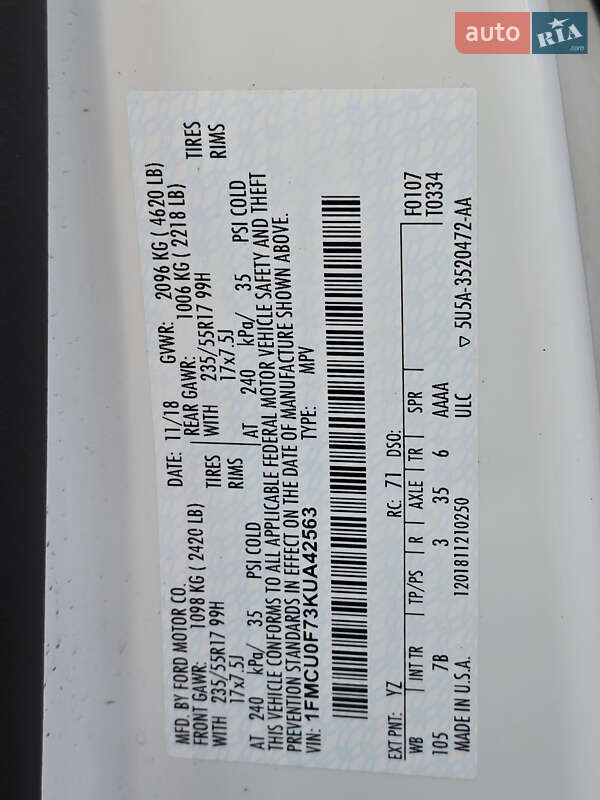 auto RIA .com
MFD. BY FORD MOTOR CO. DATE: 11/18 GVWR: 2096 KG ( 4620 LB)
FRONT GAWR: 1098 KG ( 2420 LB) REAR GAWR: 1006 KG ( 2218 LB)
WITH 235/55R17 99H TIRES WITH 235/55R17 99H TIRES
17x7.5J RIMS 17x7.5J RIMS
AT 240 kPa/ 35 PSI COLD AT 240 kPa/ 35 PSI COLD
THIS VEHICLE CONFORMS TO ALL APPLICABLE FEDERAL MOTOR VEHICLE SAFETY AND THEFT
PREVENTION STANDARDS IN EFFECT ON THE DATE OF MANUFACTURE SHOWN ABOVE.
VIN: 1FMCU0F73KUA42563 TYPE: MPV
EXT PNT: YZ RC: 71 DSO: F0107
WB INT TR TP/PS R AXLE TR SPR T0334
105 7B 3 35 6 AAAA
MADE IN U.S.A. 1201811210250 ULC ▽ 5U5A-3520472-AA